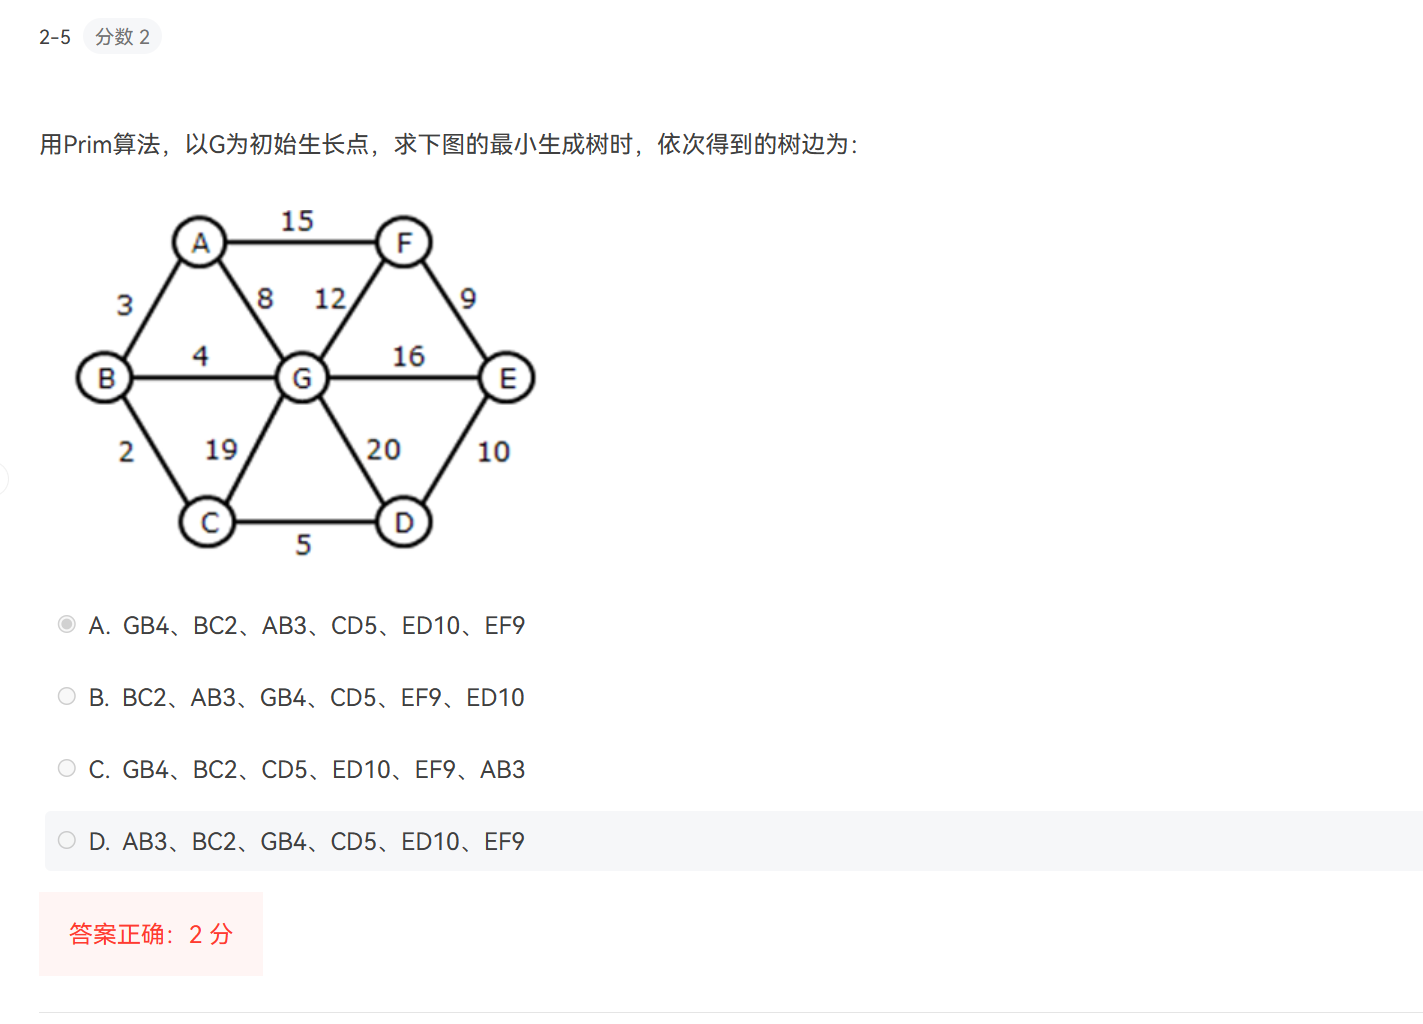 2-5 分数 2
用Prim算法，以G为初始生长点，求下图的最小生成树时，依次得到的树边为：
15
A F
3 8 12 9
4 16
B G E
2 19 20 10
C D
5
A. GB4、BC2、AB3、CD5、ED10、EF9
B. BC2、AB3、GB4、CD5、EF9、ED10
C. GB4、BC2、CD5、ED10、EF9、AB3
D. AB3、BC2、GB4、CD5、ED10、EF9
答案正确：2 分